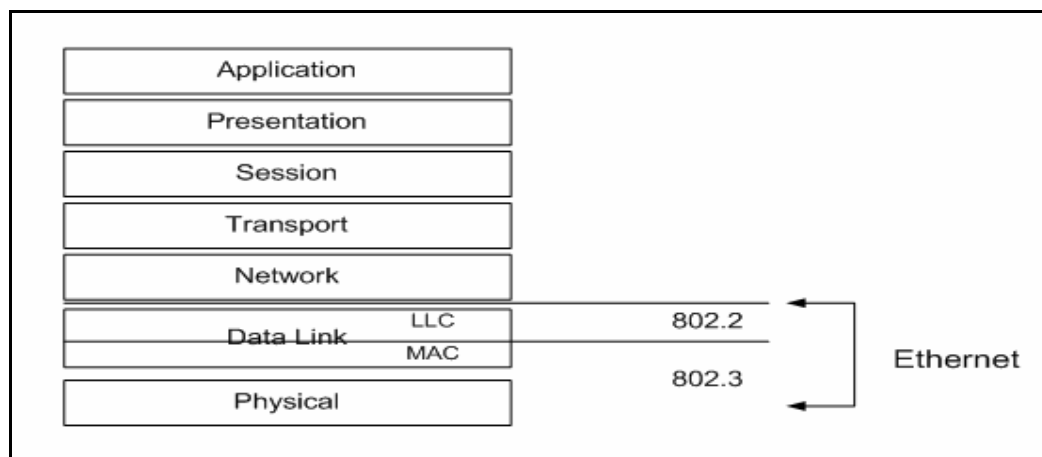 Application
Presentation
Session
Transport
Network
Data Link
LLC
MAC
Physical
802.2
802.3
Ethernet